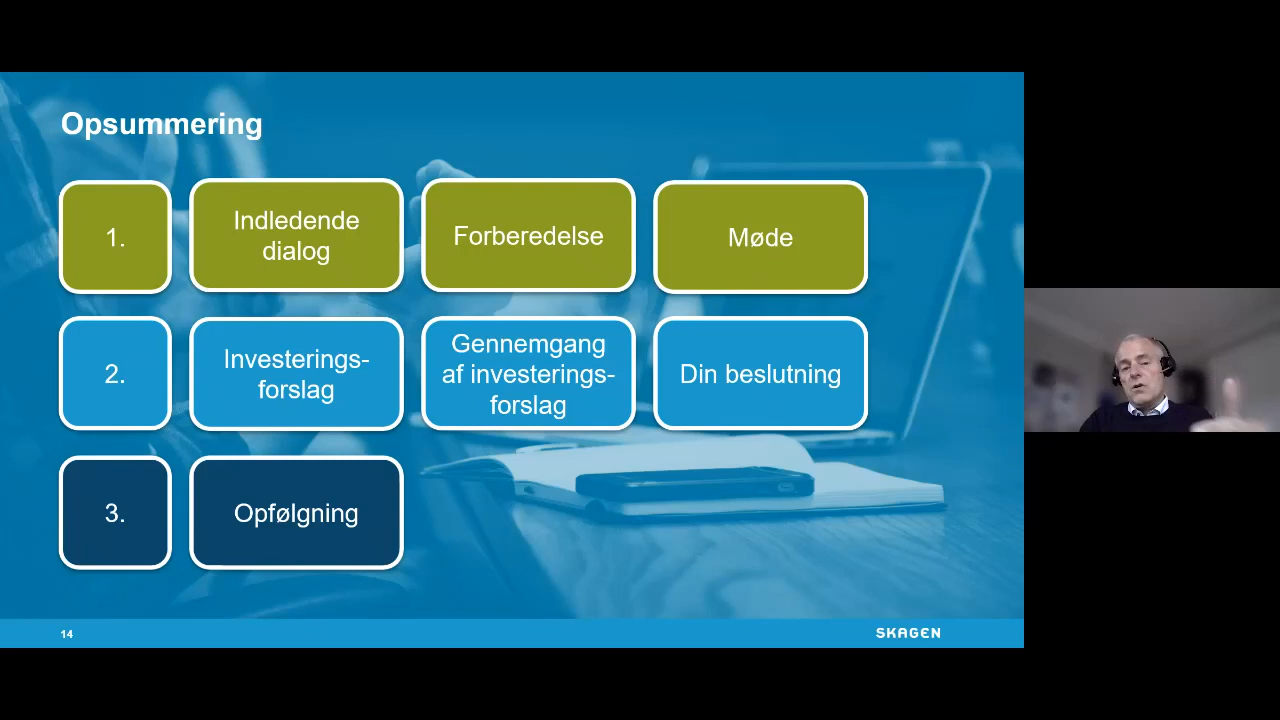 Opsummering
1.
Indledende
dialog
Forberedelse
Møde
2.
Investerings-
forslag
Gennemgang
af investerings-
forslag
Din beslutning
3.
Opfølgning
14
SKAGEN